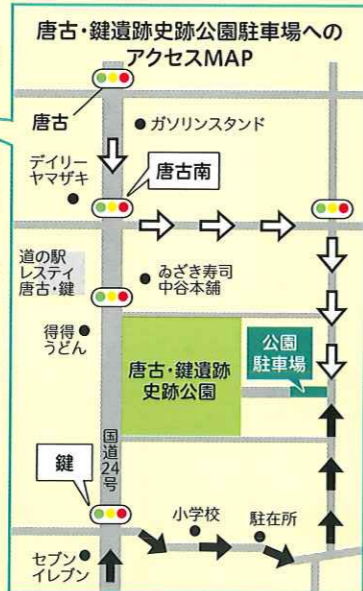 唐古・鍵遺跡史跡公園駐車場への
アクセスMAP
唐古
ガソリンスタンド
デイリー
ヤマザキ
唐古南
道の駅
レスティ
唐古・鍵
ゐざき寿司
中谷本舗
得得
うどん
唐古・鍵遺跡
史跡公園
公園
駐車場
国道24号
鍵
小学校
駐在所
セブン
イレブン